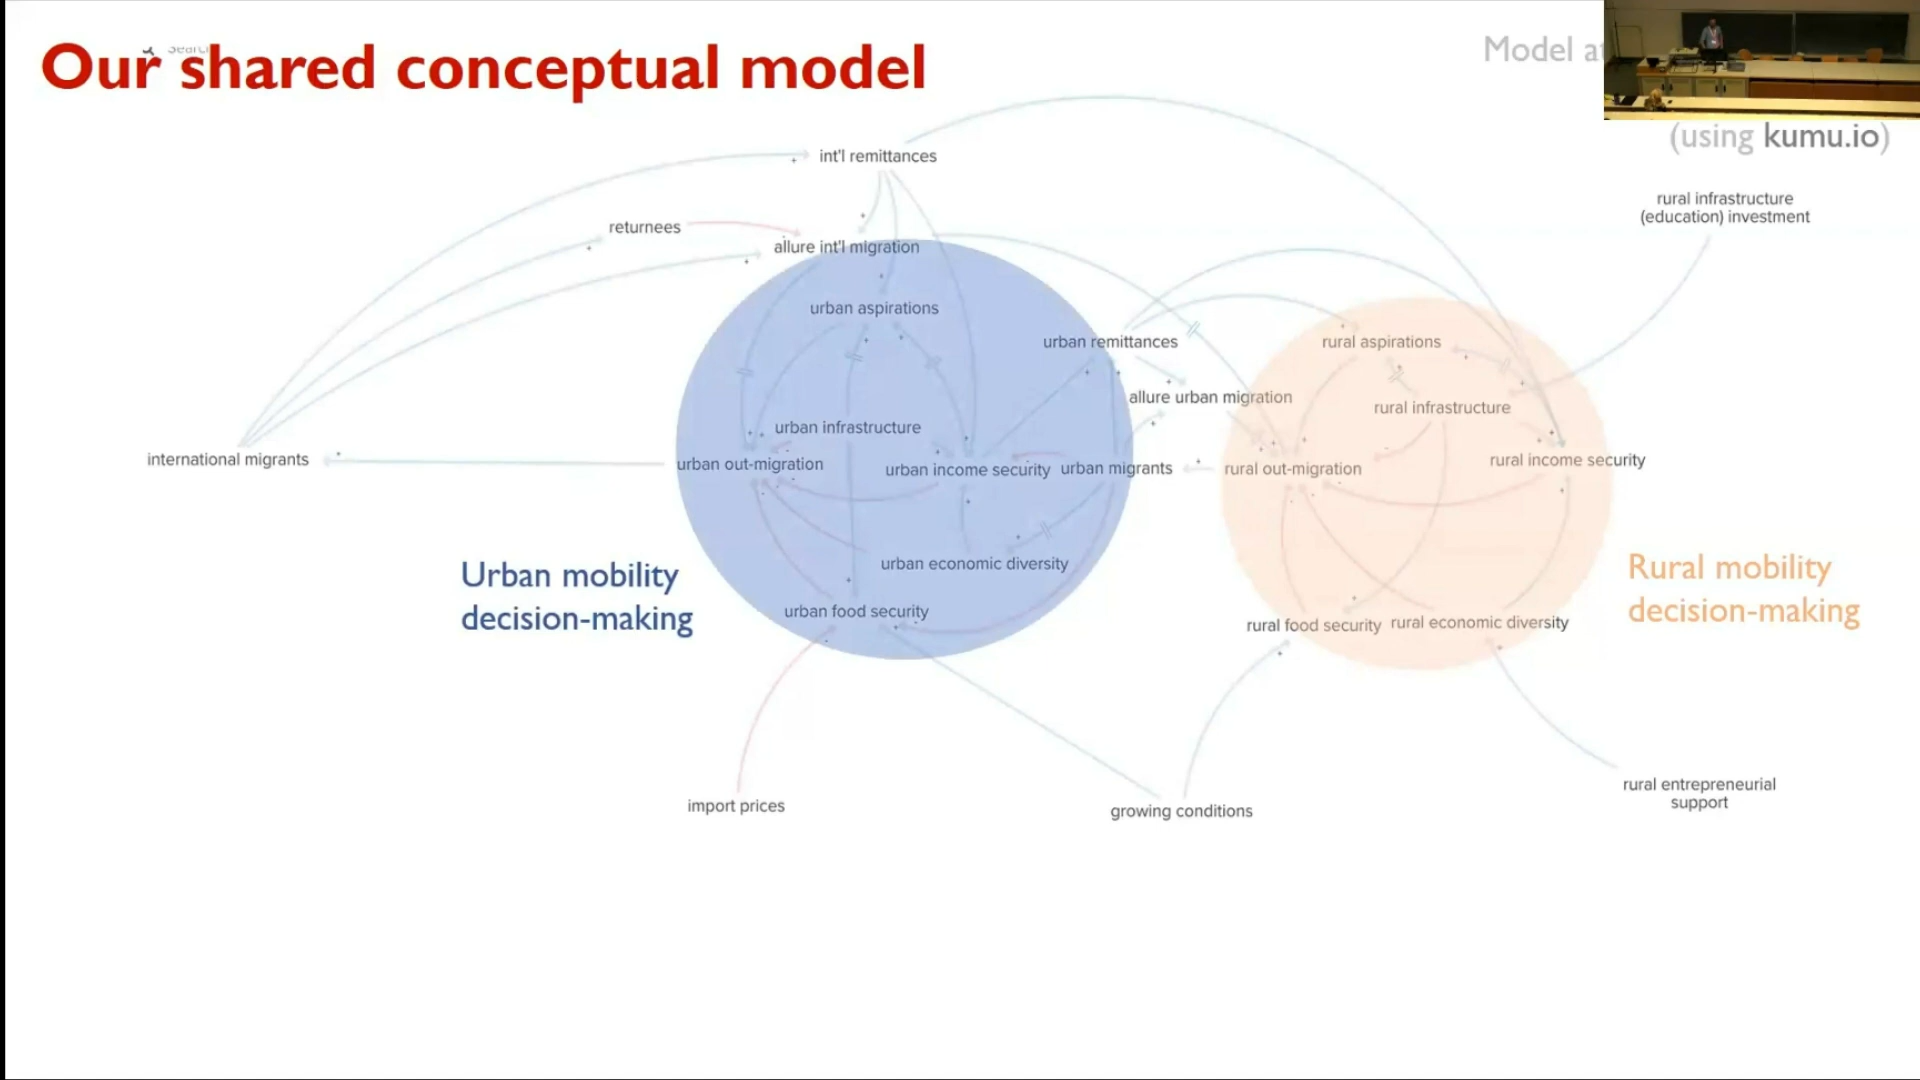 Our shared conceptual model
Model at
(using kumu.io)
int'l remittances
rural infrastructure
(education) investment
returnees
allure int'l migration
urban aspirations
urban remittances
rural aspirations
allure urban migration
rural infrastructure
urban infrastructure
international migrants
urban out-migration
urban income security
urban migrants
rural out-migration
rural income security
urban economic diversity
Urban mobility
decision-making
Rural mobility
decision-making
urban food security
rural food security
rural economic diversity
import prices
growing conditions
rural entrepreneurial
support